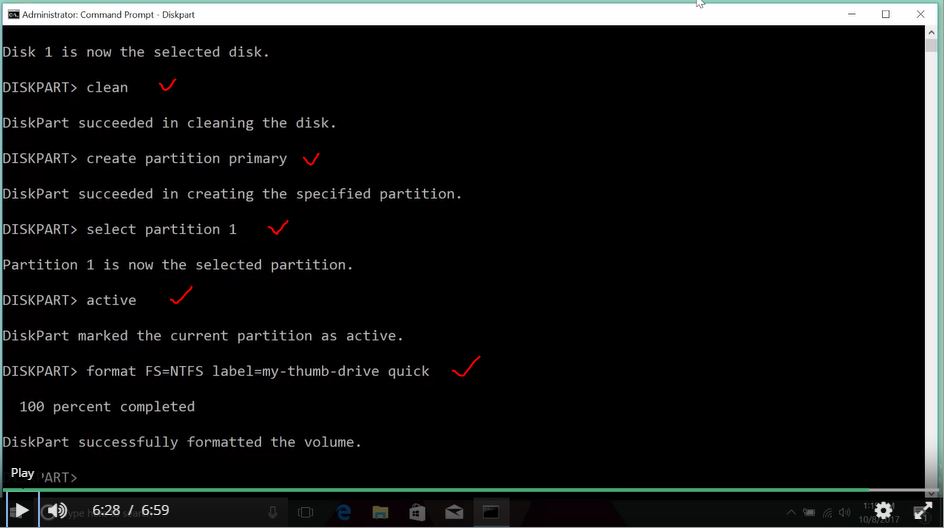 Administrator: Command Prompt - Diskpart
Disk 1 is now the selected disk.
DISKPART> clean
DiskPart succeeded in cleaning the disk.
DISKPART> create partition primary
DiskPart succeeded in creating the specified partition.
DISKPART> select partition 1
Partition 1 is now the selected partition.
DISKPART> active
DiskPart marked the current partition as active.
DISKPART> format FS=NTFS label=my-thumb-drive quick
100 percent completed
DiskPart successfully formatted the volume.
Play
PART>
6:28 / 6:59
10/8/2017